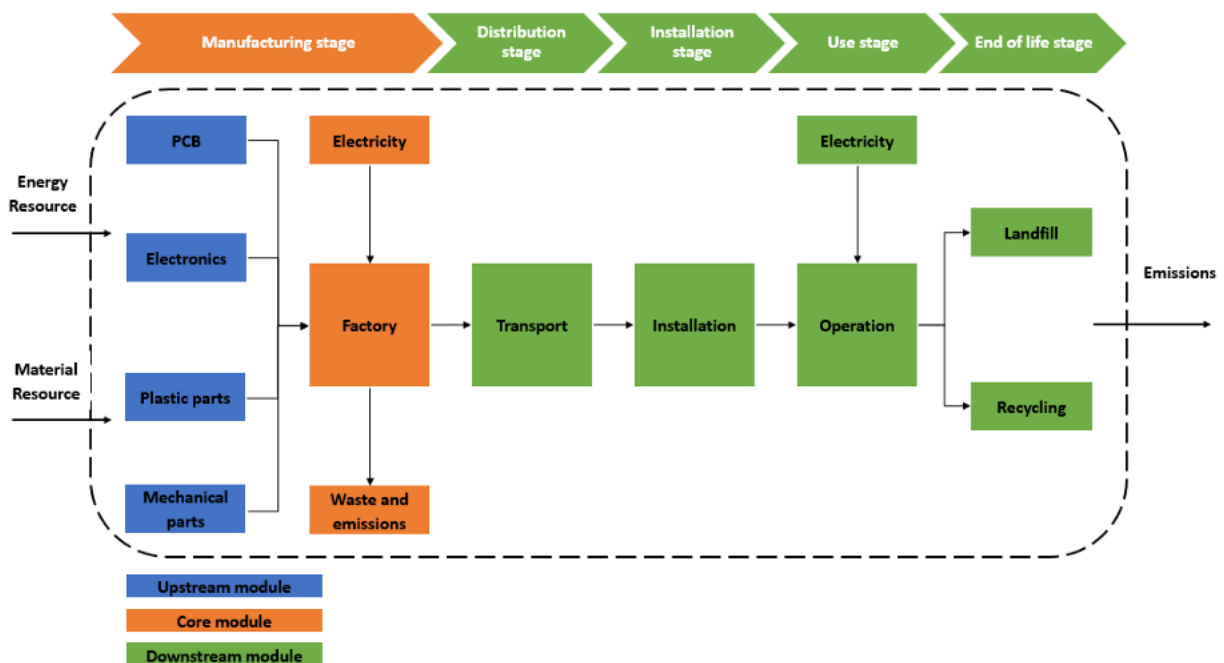 Manufacturing stage
Distribution
stage
Installation
stage
Use stage
End of life stage
PCB
Electricity
Electricity
Energy
Resource
Electronics
Landfill
Emissions
Factory
Transport
Installation
Operation
Material
Resource
Plastic parts
Recycling
Mechanical
parts
Waste and
emissions
Upstream module
Core module
Downstream module